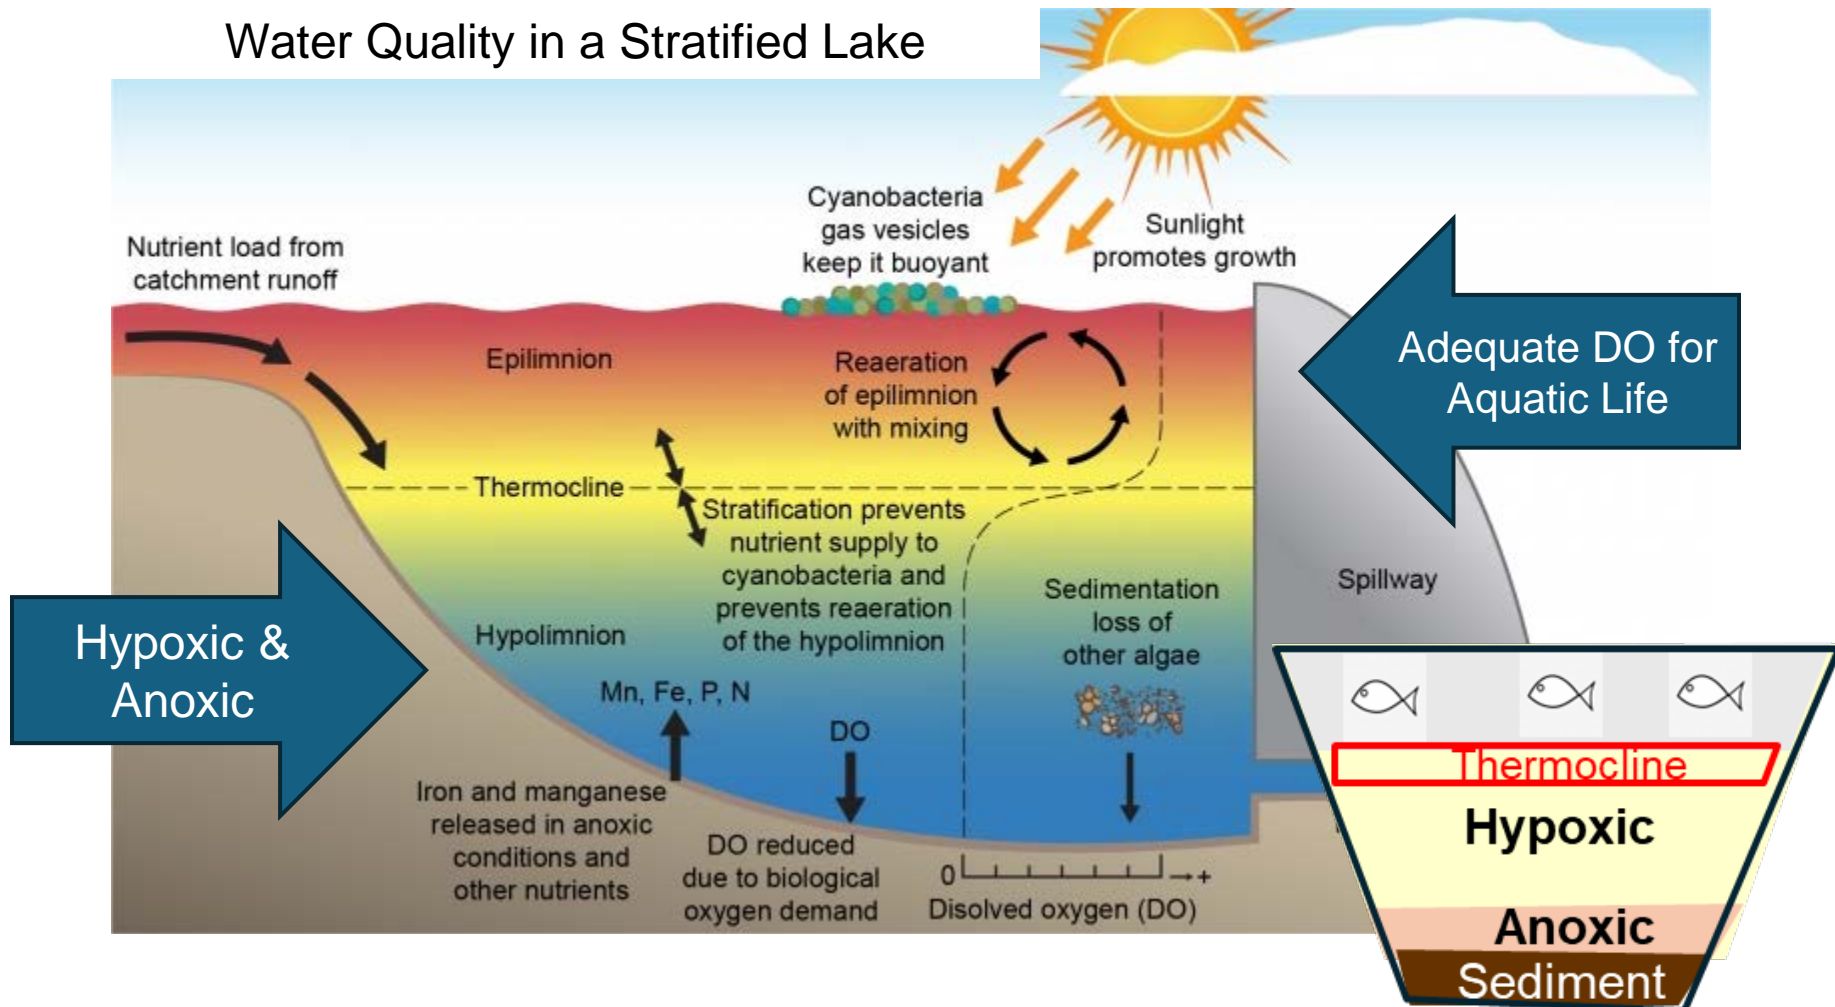 Water Quality in a Stratified Lake
Cyanobacteria
gas vesicles
keep it buoyant
Sunlight
promotes growth
Nutrient load from
catchment runoff
Adequate DO for
Aquatic Life
Epilimnion
Reaeration
of epilimnion
with mixing
Thermocline
Stratification prevents
nutrient supply to
cyanobacteria and
prevents reaeration
of the hypolimnion
Sedimentation
loss of
other algae
Spillway
Hypoxic &
Anoxic
Hypolimnion
Mn, Fe, P, N
DO
Iron and manganese
released in anoxic
conditions and
other nutrients
DO reduced
due to biological
oxygen demand
0
+
Disolved oxygen (DO)
Thermocline
Hypoxic
Anoxic
Sediment